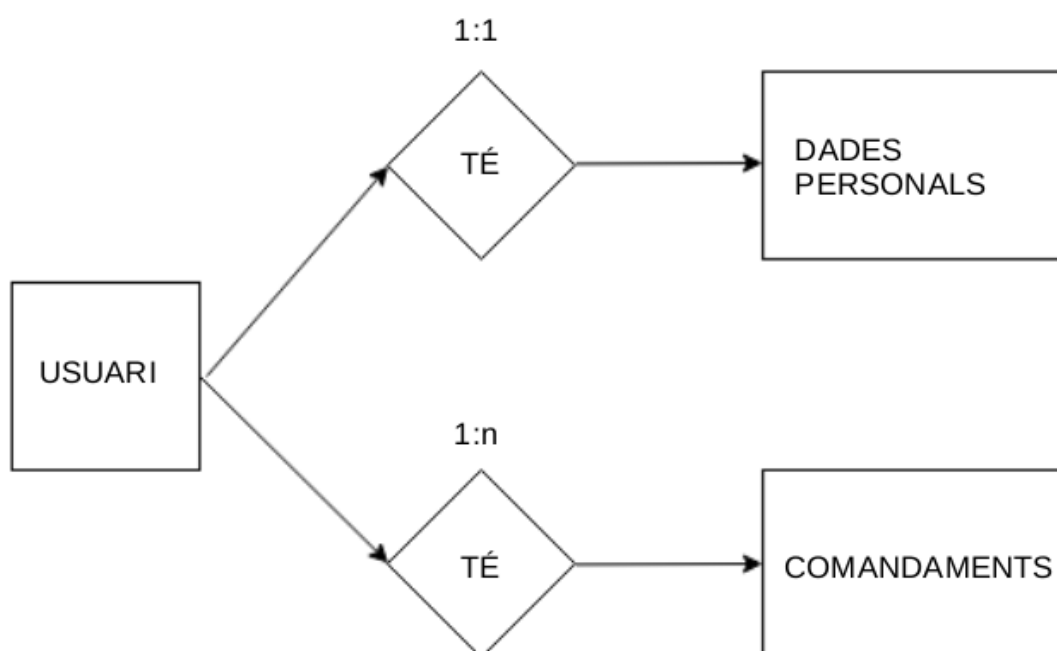 1:1
TÉ
DADES
PERSONALS
USUARI
1:n
TÉ
COMANDAMENTS